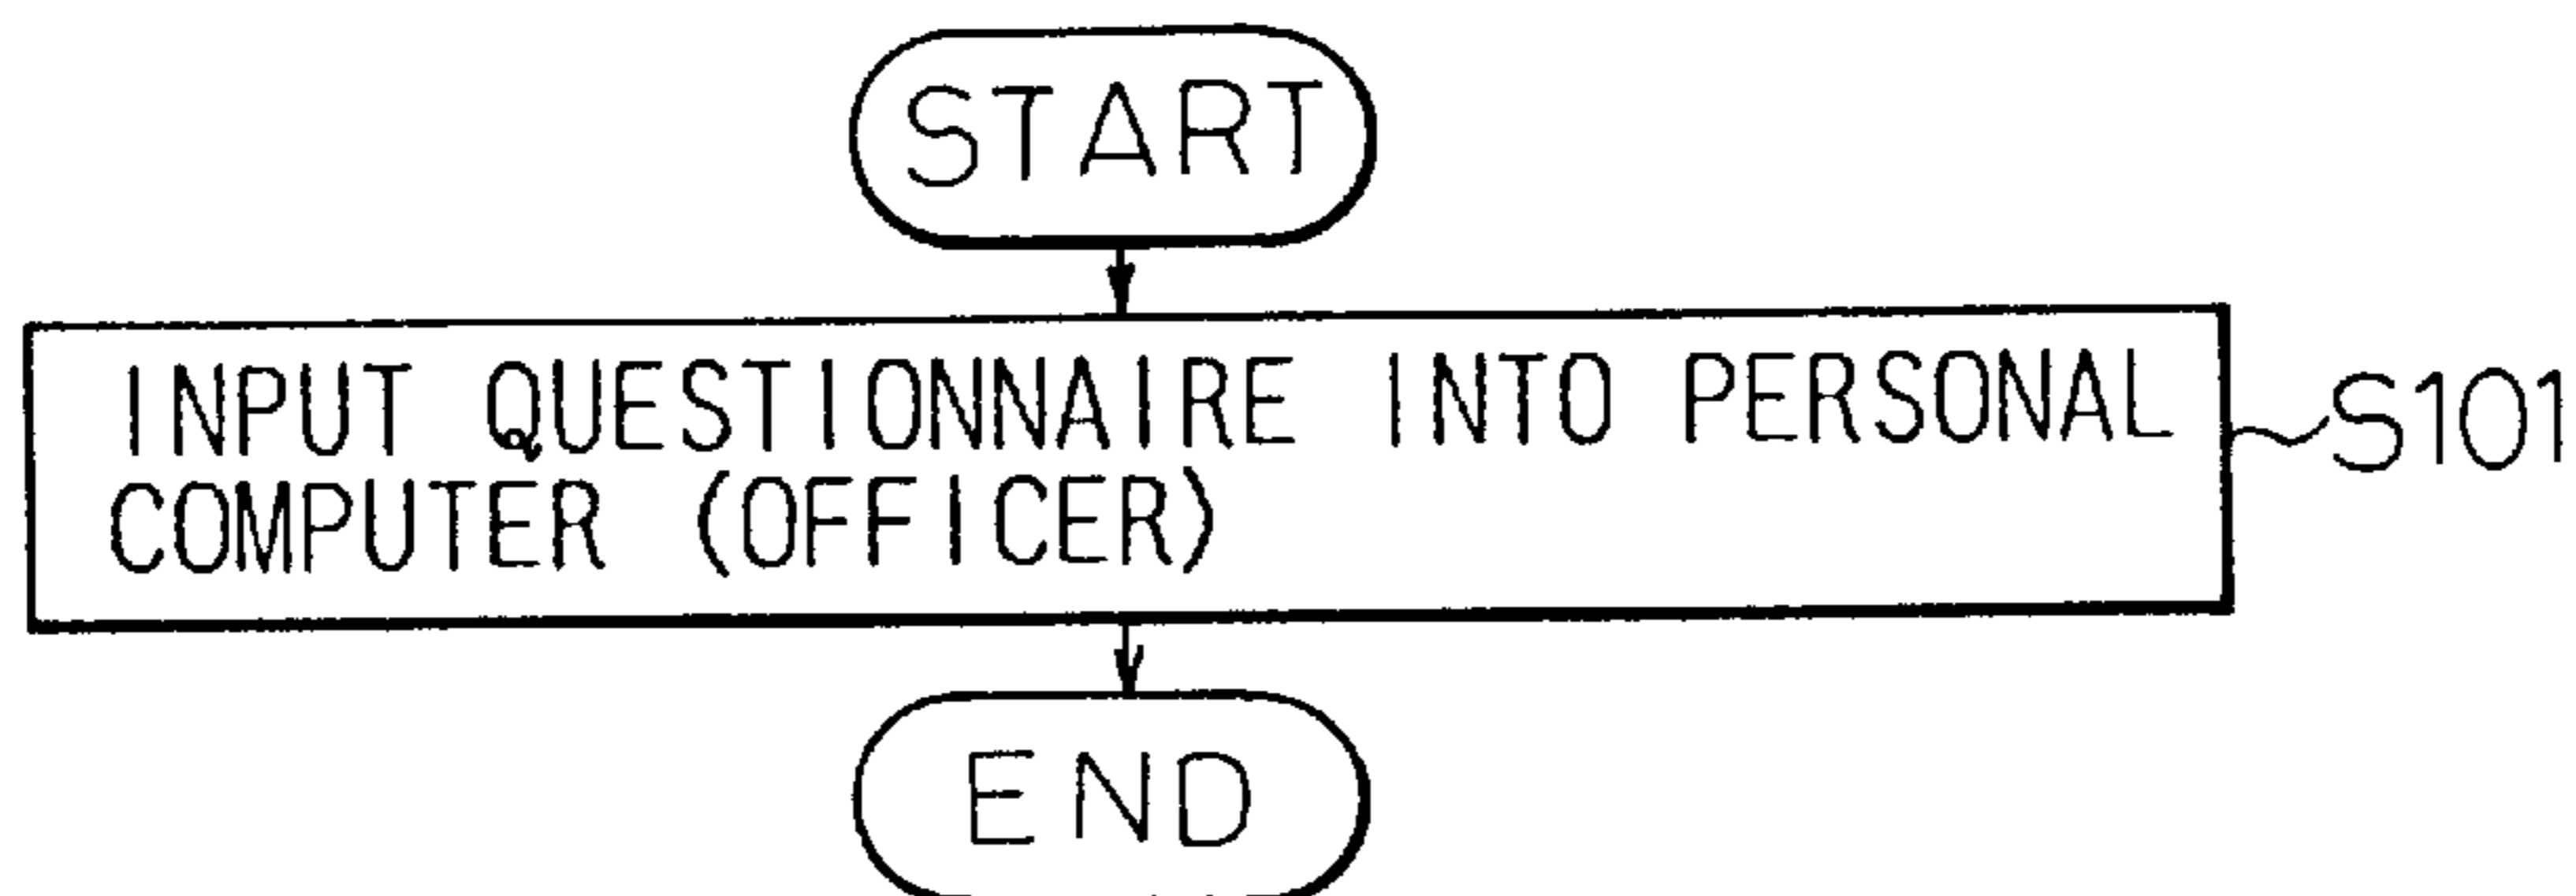 START
INPUT QUESTIONNAIRE INTO PERSONAL
COMPUTER (OFFICER)
S101
END